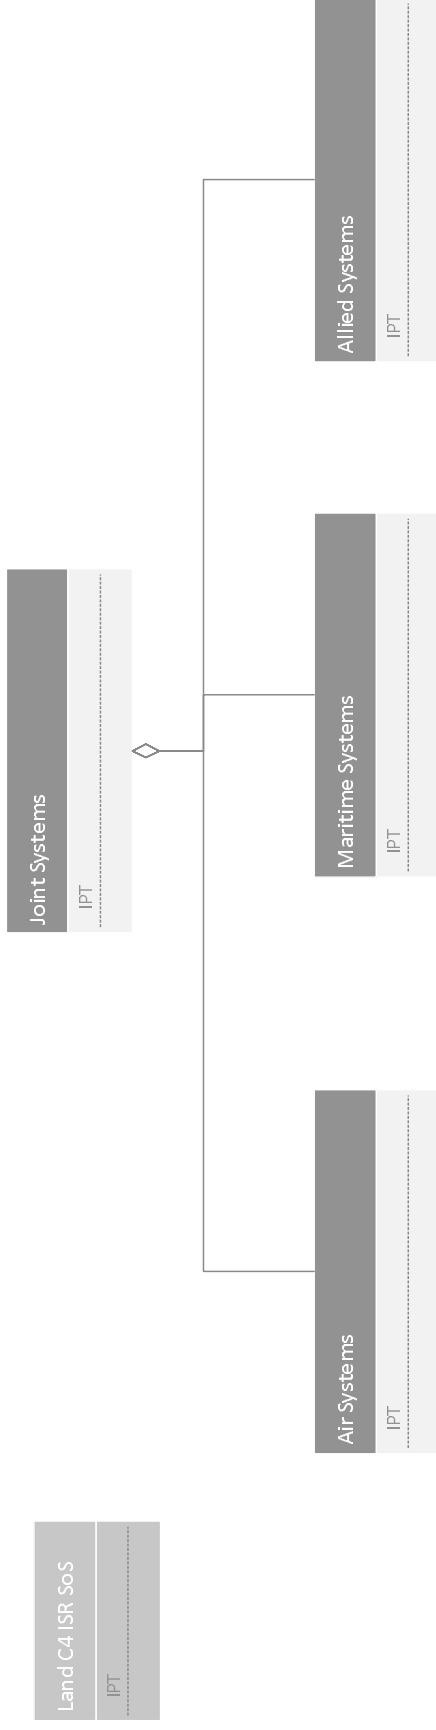 Land C4 ISR SoS
IPT
Joint Systems
IPT
Air Systems
IPT
Maritime Systems
IPT
Allied Systems
IPT